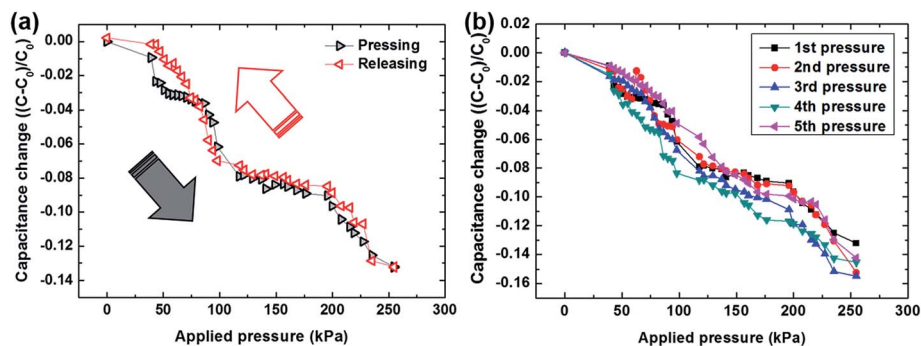 (a)
0.00
-0.02
-0.04
-0.06
-0.08
-0.10
-0.12
-0.14
Capacitance change ((C-C₀)/C₀)
Pressing
Releasing
0 50 100 150 200 250 300
Applied pressure (kPa)
(b)
0.02
0.00
-0.02
-0.04
-0.06
-0.08
-0.10
-0.12
-0.14
-0.16
Capacitance change ((C-C₀)/C₀)
1st pressure
2nd pressure
3rd pressure
4th pressure
5th pressure
0 50 100 150 200 250 300
Applied pressure (kPa)